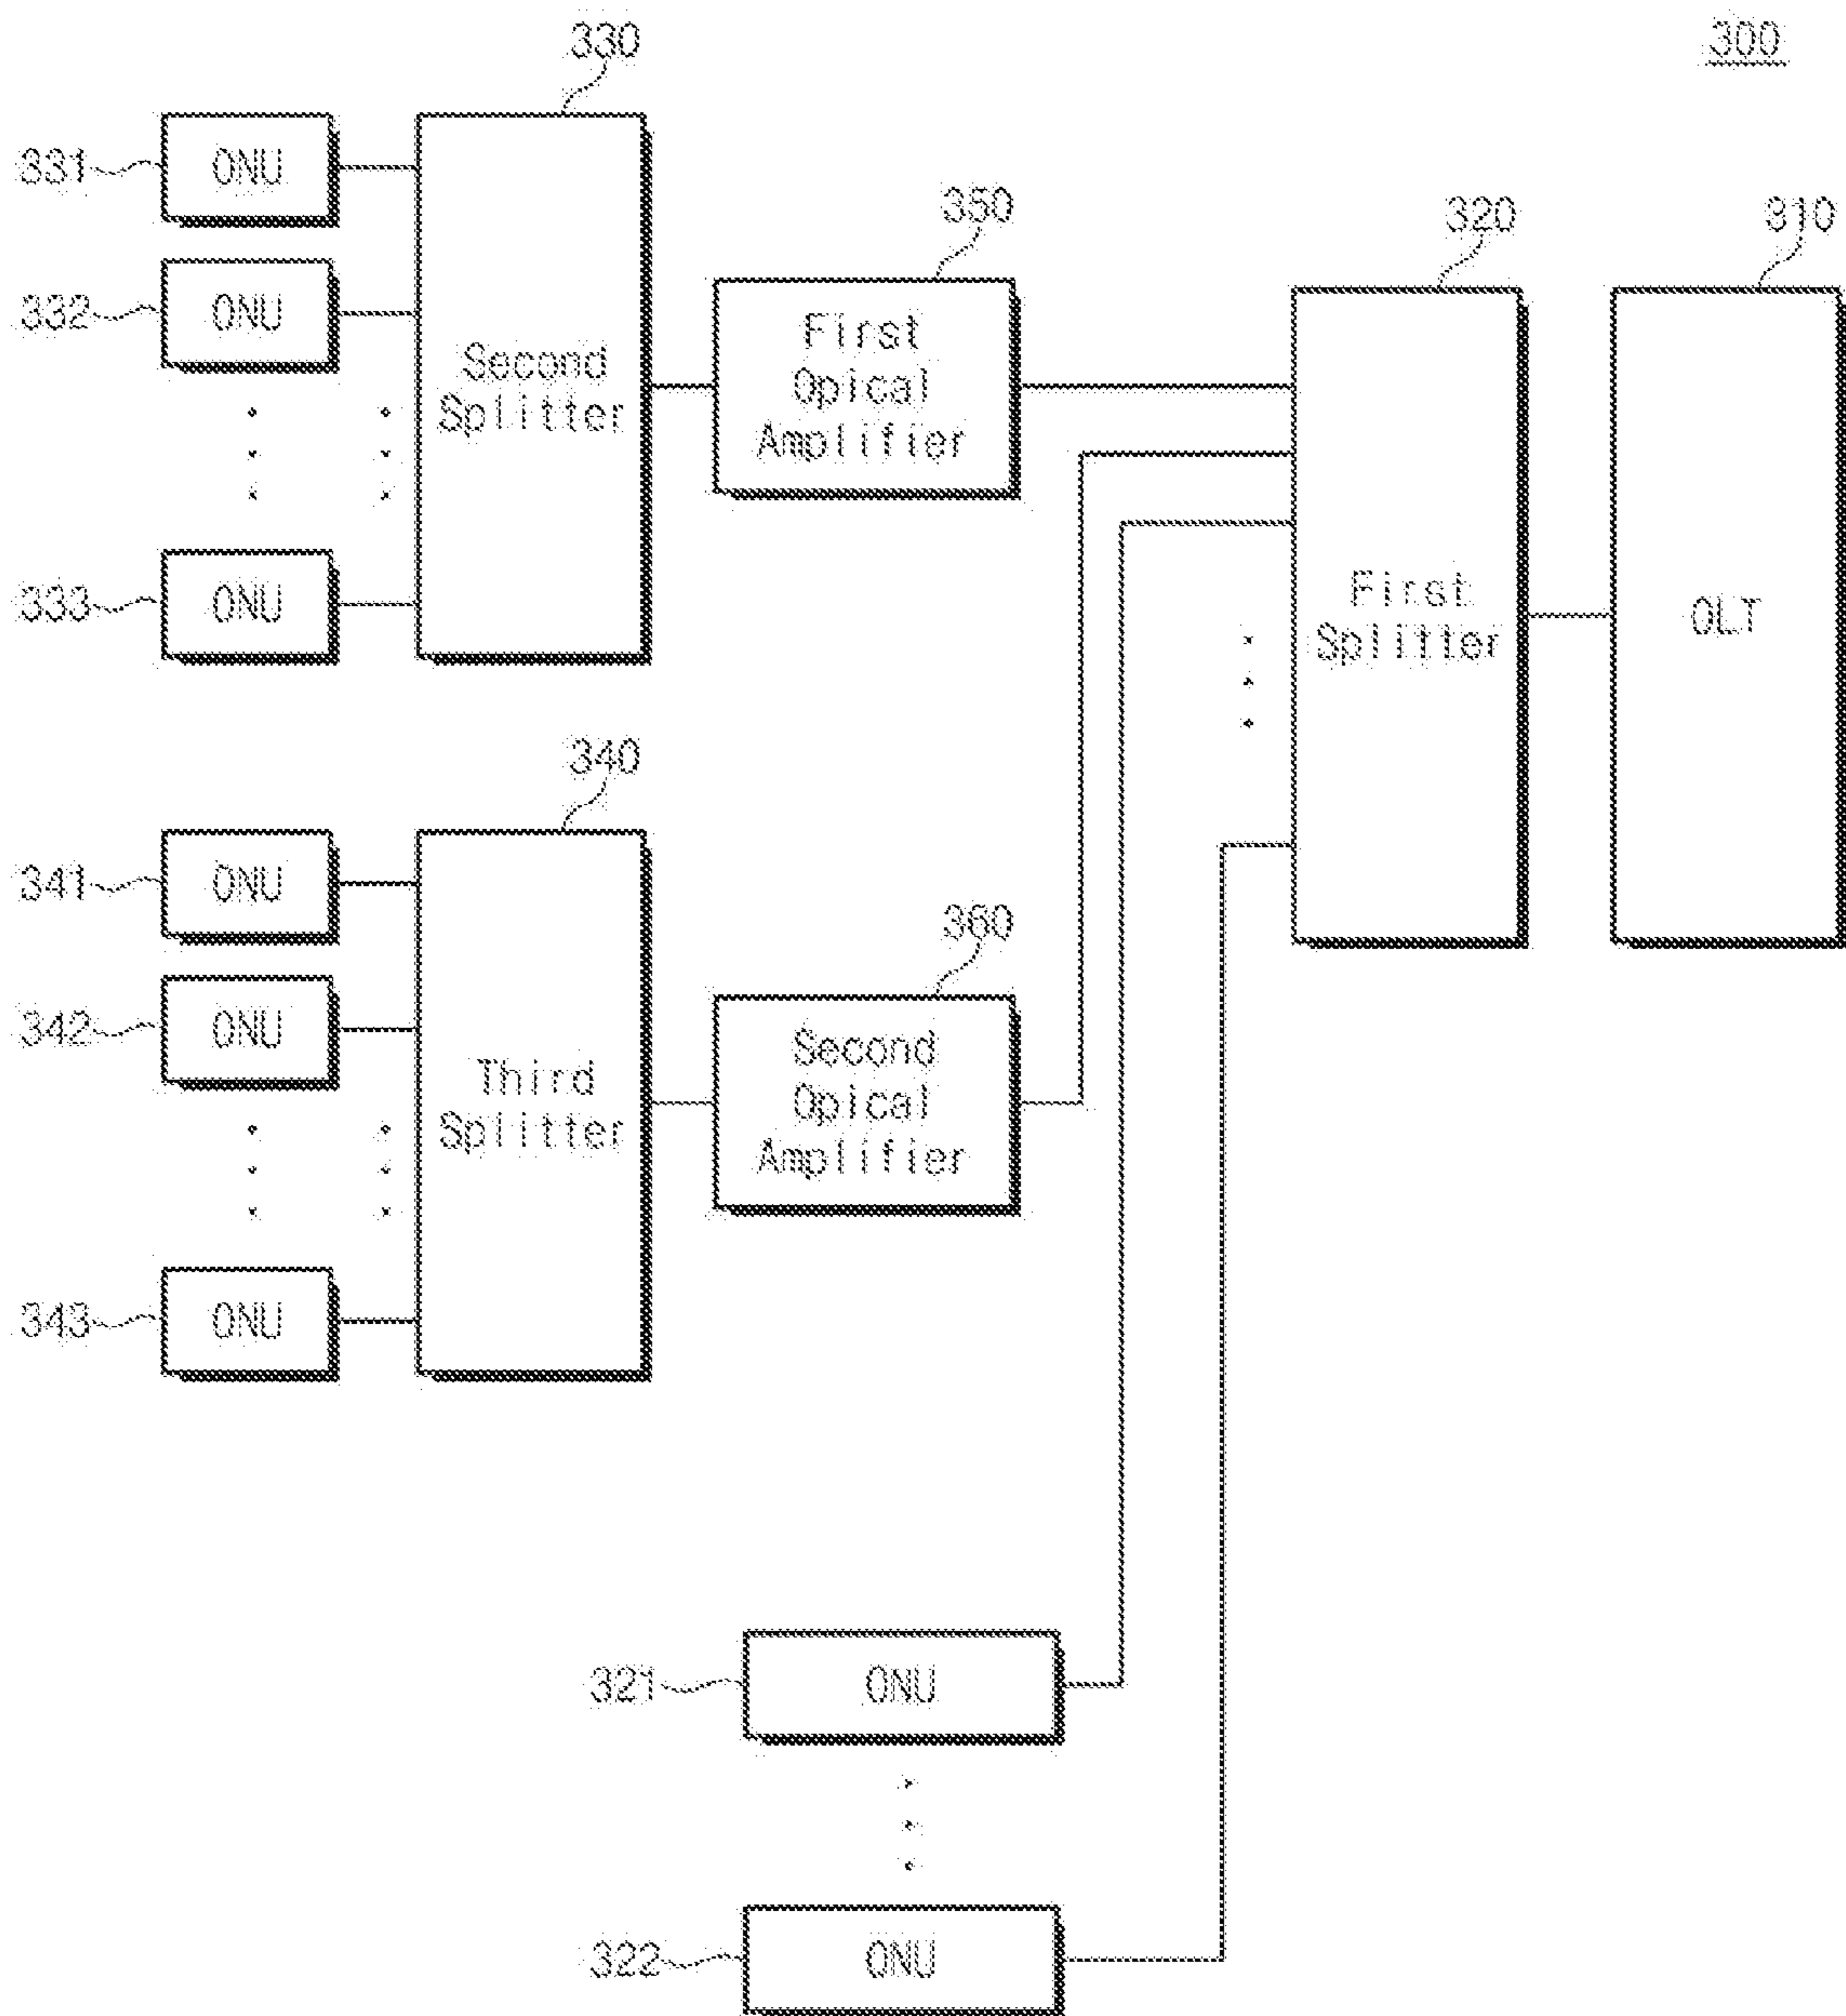 300
330
331
ONU
332
ONU
333
ONU
Second
Splitter
350
First
Opical
Amplifier
320
First
Splitter
310
OLT
340
341
ONU
342
ONU
343
ONU
Third
Splitter
360
Second
Opical
Amplifier
321
ONU
322
ONU